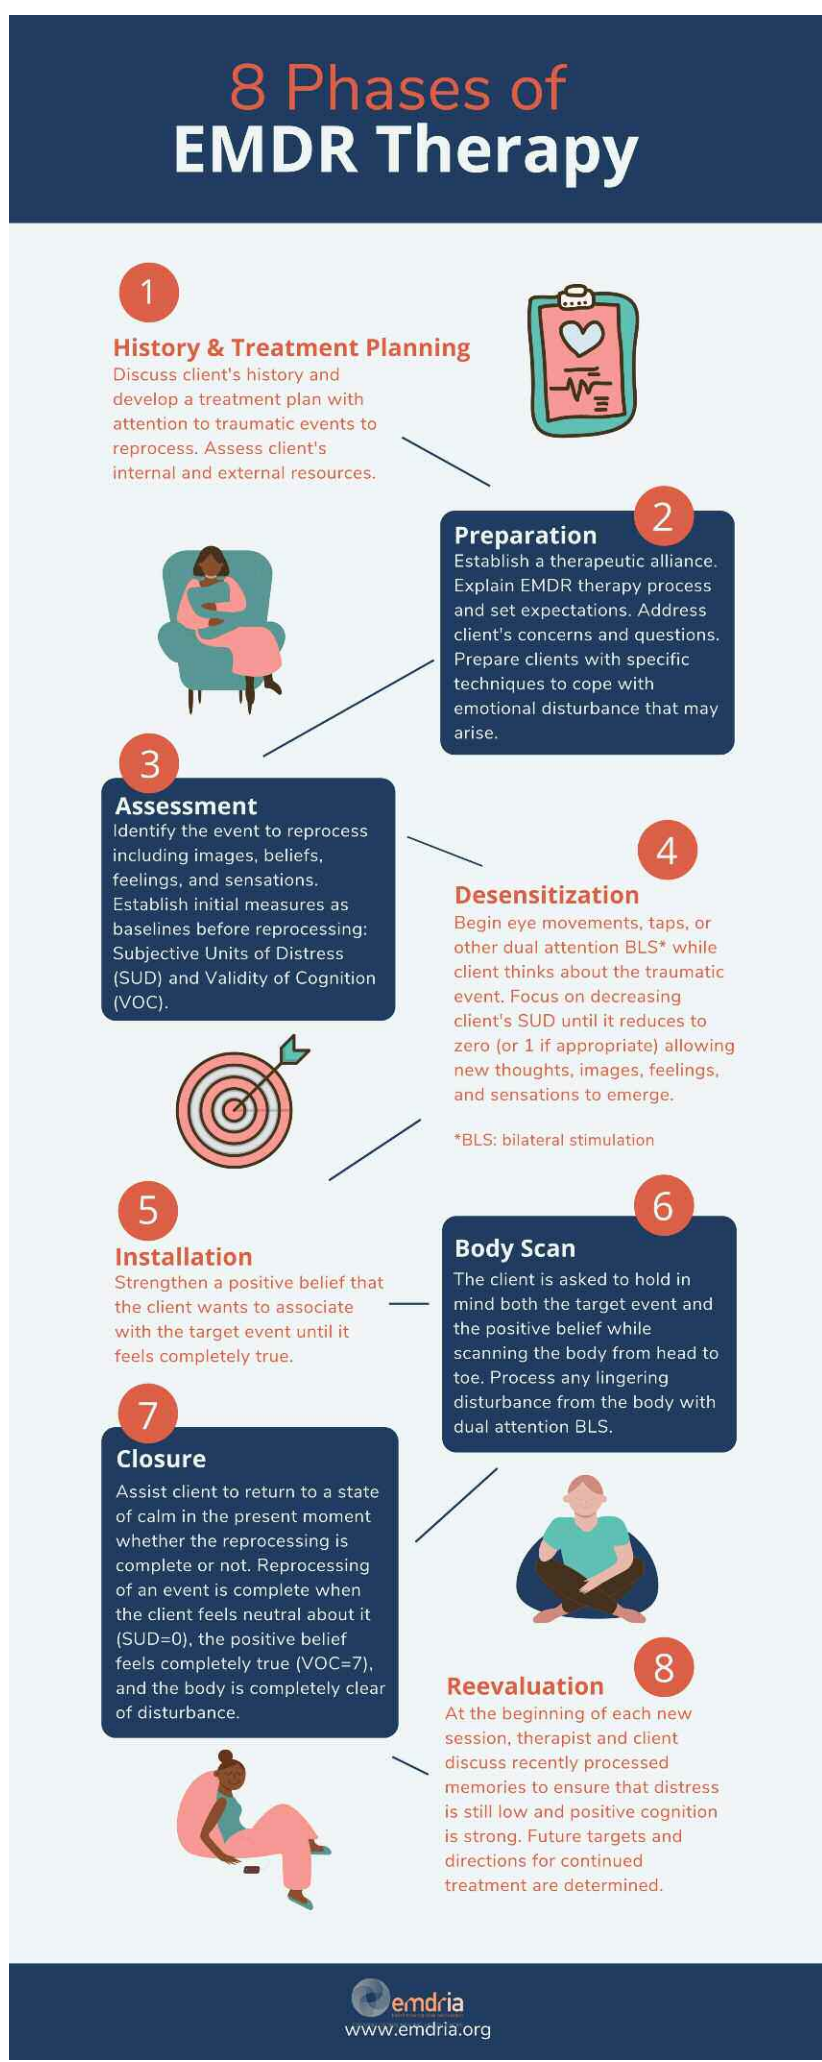 8 Phases of
EMDR Therapy
1
History & Treatment Planning
Discuss client's history and
develop a treatment plan with
attention to traumatic events to
reprocess. Assess client's
internal and external resources.
2
Preparation
Establish a therapeutic alliance.
Explain EMDR therapy process
and set expectations. Address
client's concerns and questions.
Prepare clients with specific
techniques to cope with
emotional disturbance that may
arise.
3
Assessment
Identify the event to reprocess
including images, beliefs,
feelings, and sensations.
Establish initial measures as
baselines before reprocessing:
Subjective Units of Distress
(SUD) and Validity of Cognition
(VOC).
4
Desensitization
Begin eye movements, taps, or
other dual attention BLS* while
client thinks about the traumatic
event. Focus on decreasing
client's SUD until it reduces to
zero (or 1 if appropriate) allowing
new thoughts, images, feelings,
and sensations to emerge.
*BLS: bilateral stimulation
5
Installation
Strengthen a positive belief that
the client wants to associate
with the target event until it
feels completely true.
6
Body Scan
The client is asked to hold in
mind both the target event and
the positive belief while
scanning the body from head to
toe. Process any lingering
disturbance from the body with
dual attention BLS.
7
Closure
Assist client to return to a state
of calm in the present moment
whether the reprocessing is
complete or not. Reprocessing
of an event is complete when
the client feels neutral about it
(SUD=0), the positive belief
feels completely true (VOC=7),
and the body is completely clear
of disturbance.
8
Reevaluation
At the beginning of each new
session, therapist and client
discuss recently processed
memories to ensure that distress
is still low and positive cognition
is strong. Future targets and
directions for continued
treatment are determined.
emdria
www.emdria.org